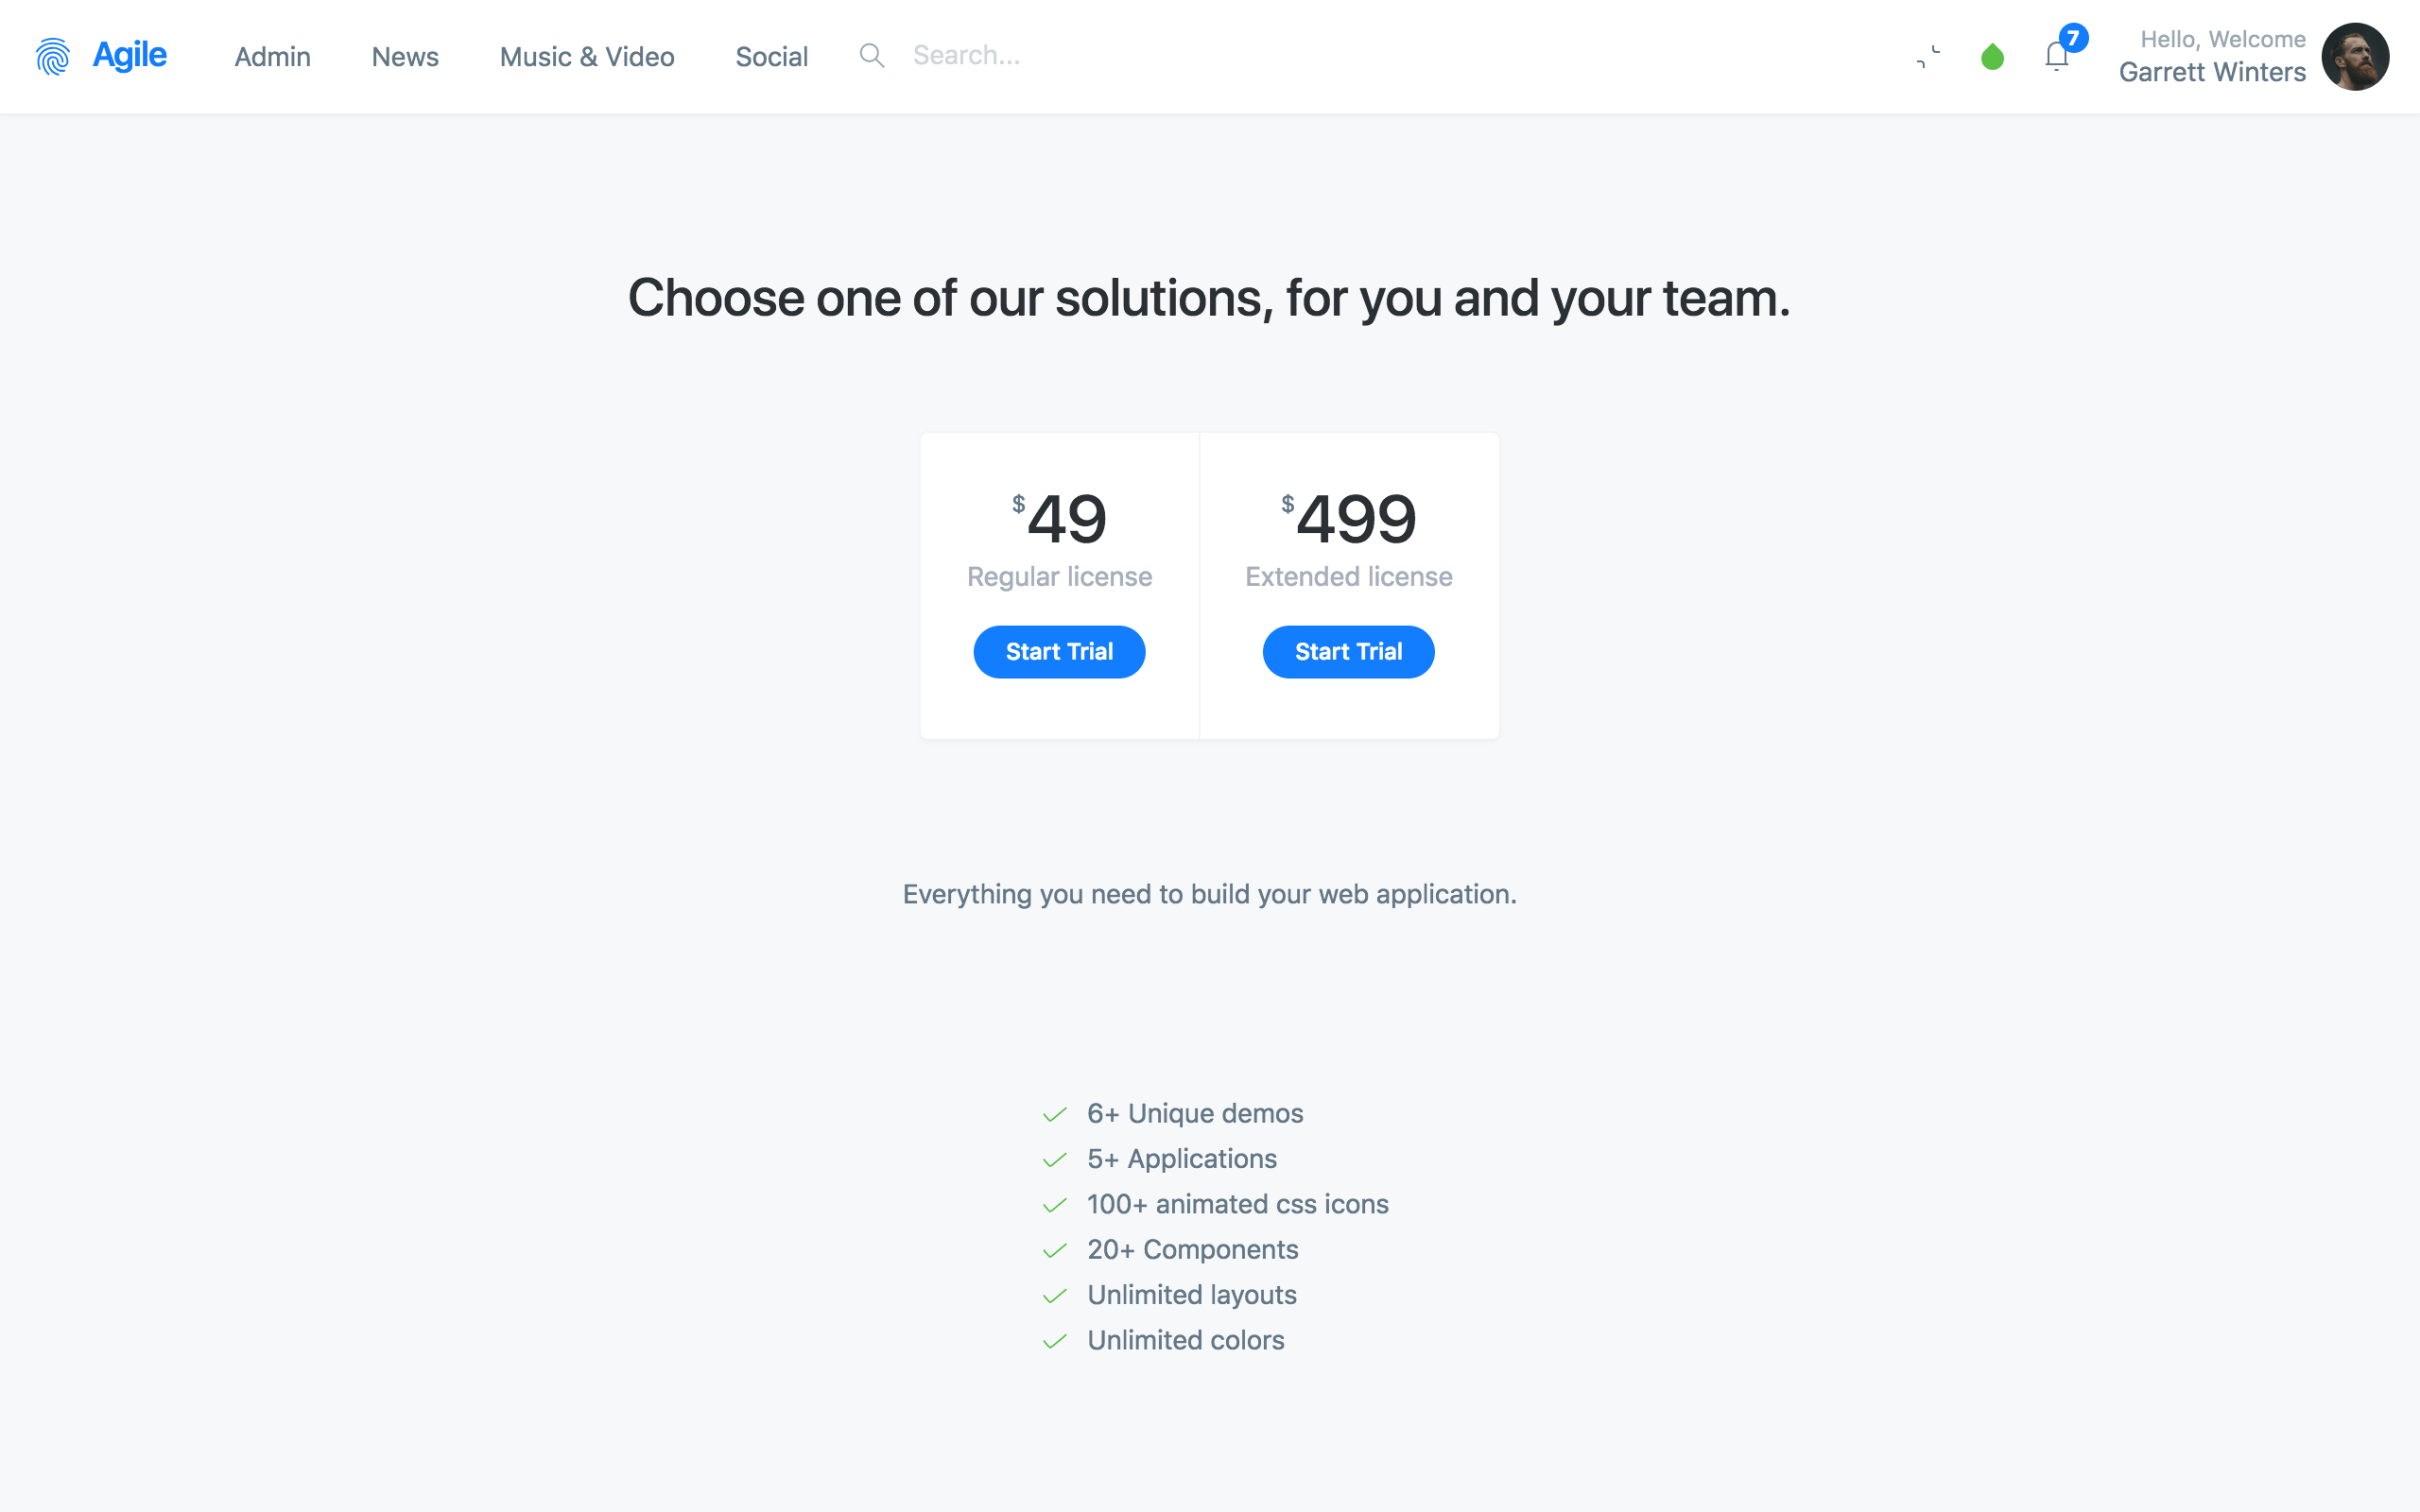 Agile
Admin
News
Music & Video
Social
Search...
7
Hello, Welcome
Garrett Winters
Choose one of our solutions, for you and your team.
$49
Regular license
Start Trial
$499
Extended license
Start Trial
Everything you need to build your web application.
6+ Unique demos
5+ Applications
100+ animated css icons
20+ Components
Unlimited layouts
Unlimited colors